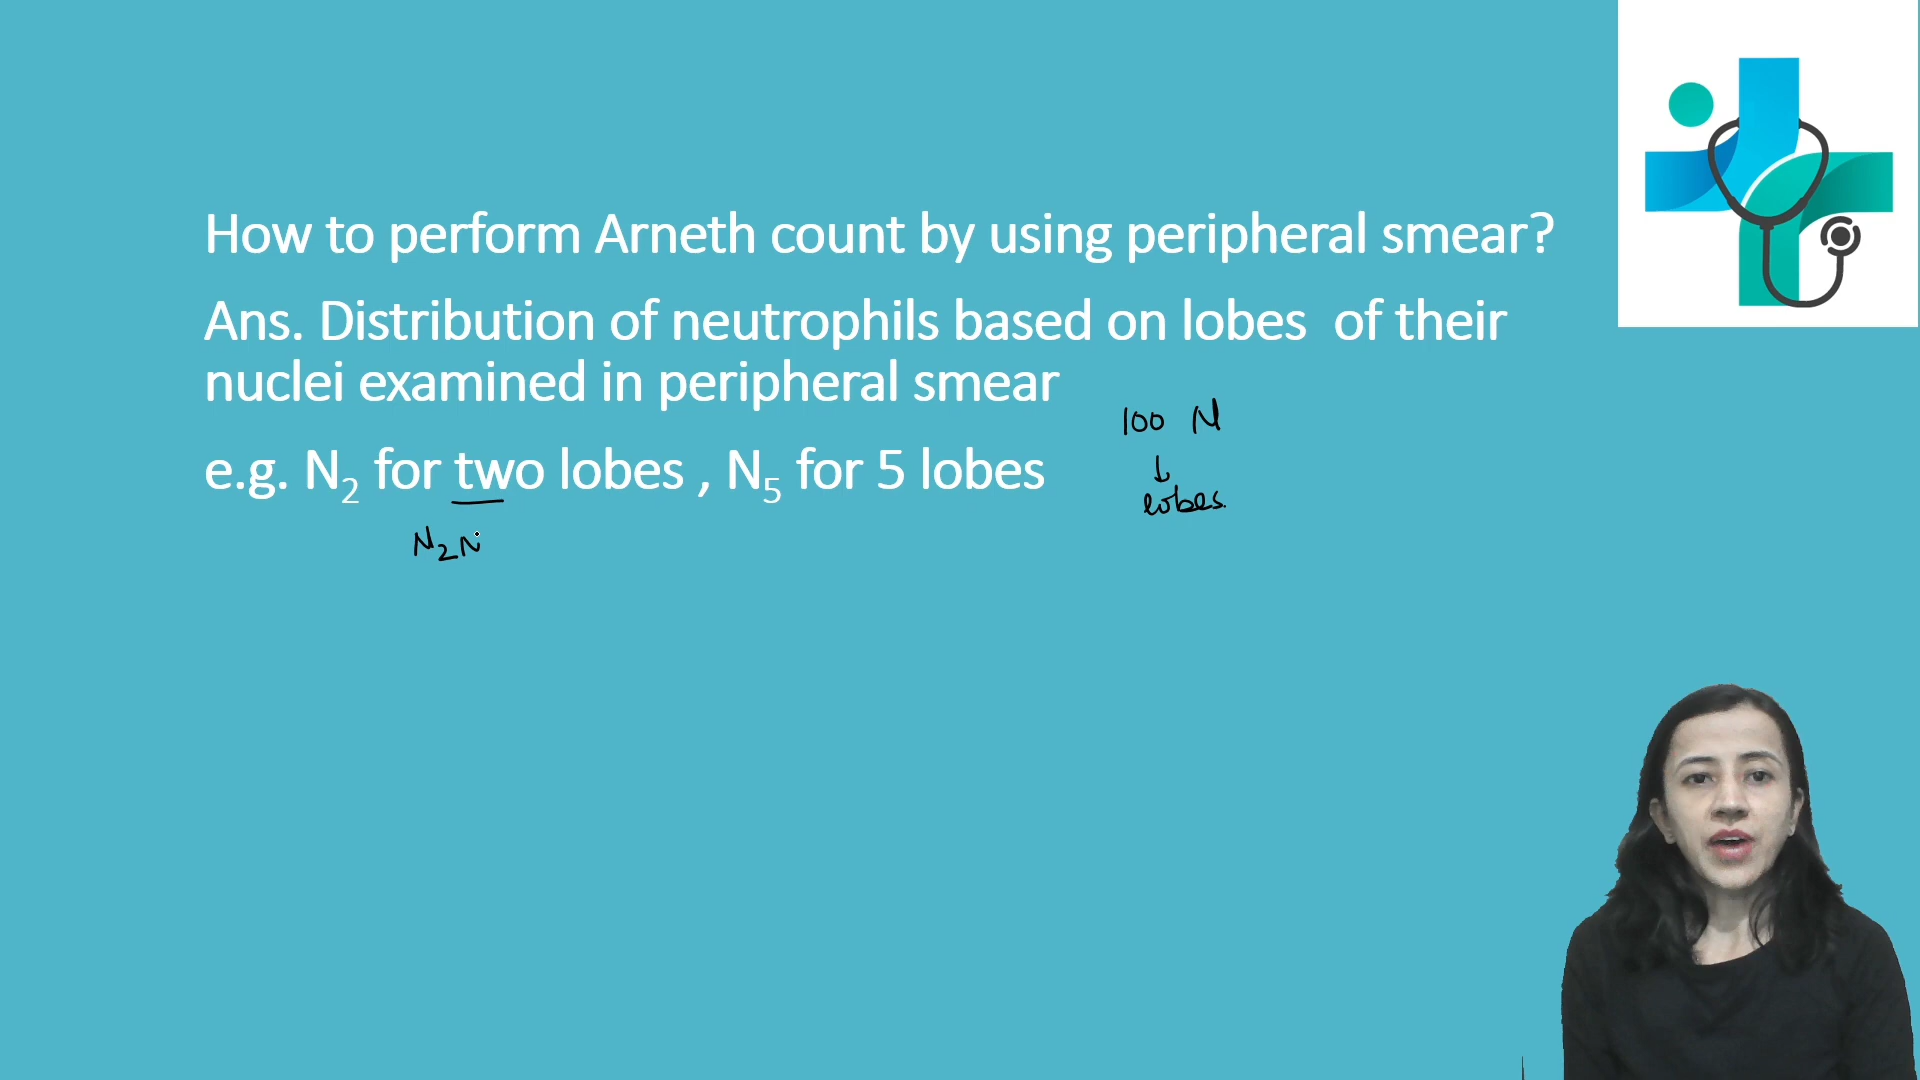 How to perform Arneth count by using peripheral smear?
Ans. Distribution of neutrophils based on lobes of their
nuclei examined in peripheral smear
100 N
e.g. N₂ for two lobes , N₅ for 5 lobes
↓
lobes.
N₂N